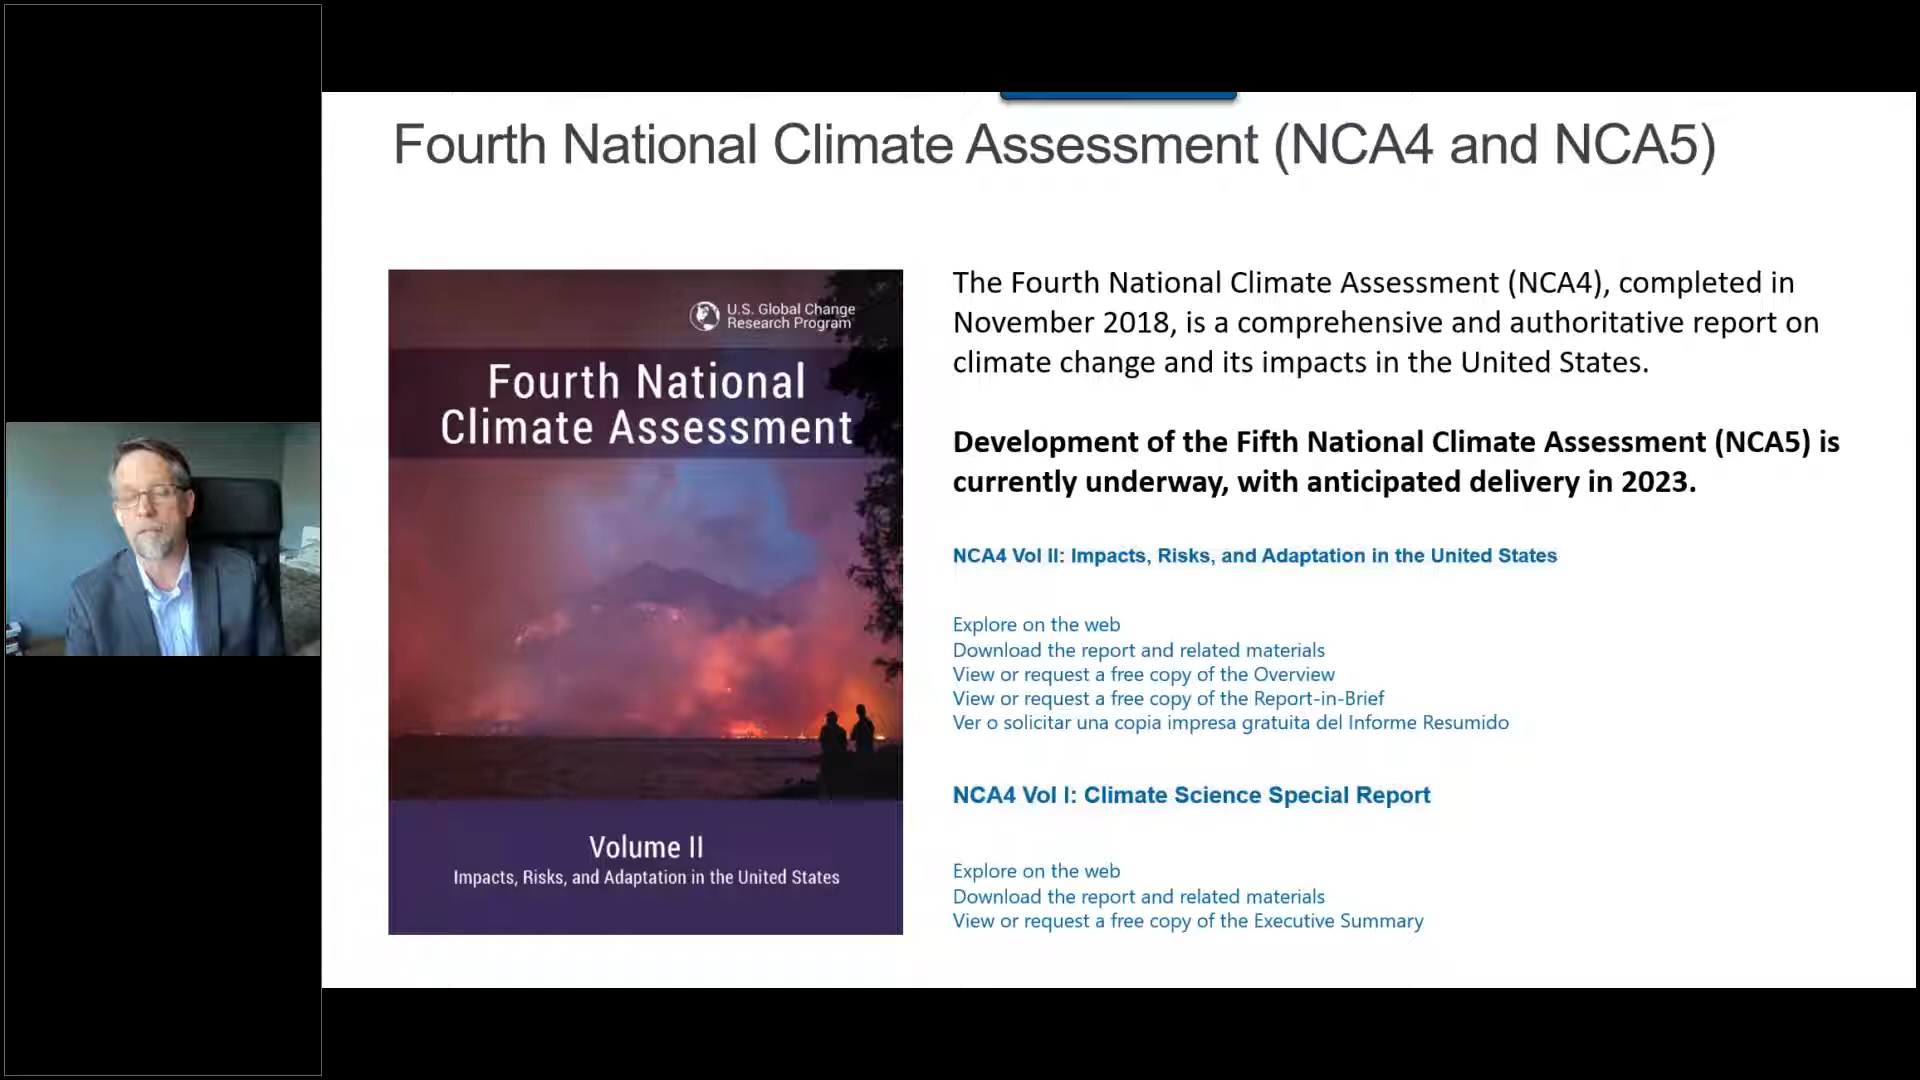 Fourth National Climate Assessment (NCA4 and NCA5)
U.S. Global Change
Research Program
Fourth National
Climate Assessment
Volume II
Impacts, Risks, and Adaptation in the United States
The Fourth National Climate Assessment (NCA4), completed in
November 2018, is a comprehensive and authoritative report on
climate change and its impacts in the United States.
Development of the Fifth National Climate Assessment (NCA5) is
currently underway, with anticipated delivery in 2023.
NCA4 Vol II: Impacts, Risks, and Adaptation in the United States
Explore on the web
Download the report and related materials
View or request a free copy of the Overview
View or request a free copy of the Report-in-Brief
Ver o solicitar una copia impresa gratuita del Informe Resumido
NCA4 Vol I: Climate Science Special Report
Explore on the web
Download the report and related materials
View or request a free copy of the Executive Summary